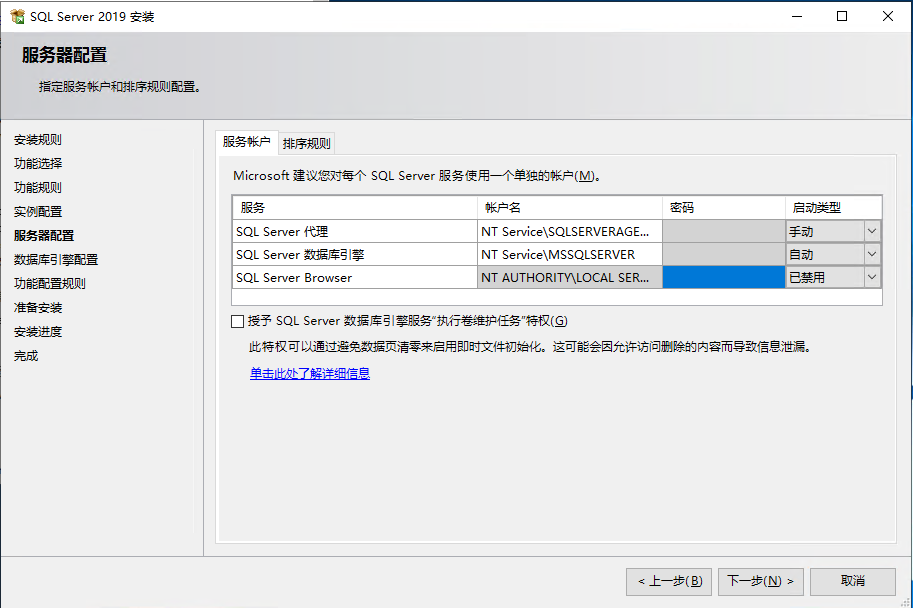 SQL Server 2019 安装
服务器配置
指定服务帐户和排序规则配置。
安装规则
功能选择
功能规则
实例配置
服务器配置
数据库引擎配置
功能配置规则
准备安装
安装进度
完成
服务帐户 排序规则
Microsoft 建议您对每个 SQL Server 服务使用一个单独的帐户(M)。
服务 帐户名 密码 启动类型
SQL Server 代理 NT Service\SQLSERVERAGE... 手动
SQL Server 数据库引擎 NT Service\MSSQLSERVER 自动
SQL Server Browser NT AUTHORITY\LOCAL SER... 已禁用
授予 SQL Server 数据库引擎服务“执行卷维护任务”特权(G)
此特权可以通过避免数据页清零来启用即时文件初始化。这可能会因允许访问删除的内容而导致信息泄漏。
单击此处了解详细信息
< 上一步(B) 下一步(N) > 取消